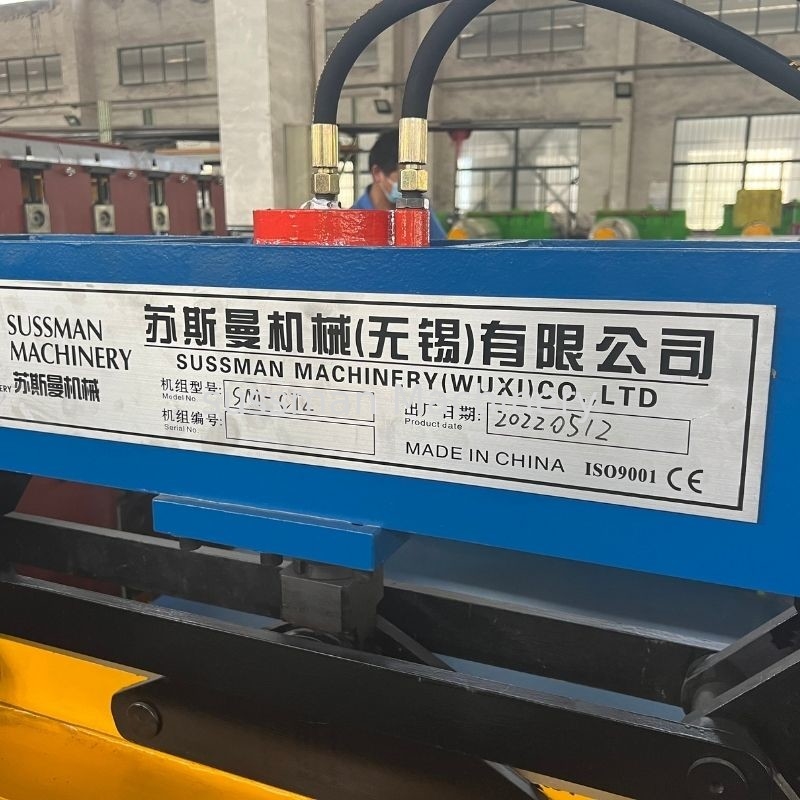 SUSSMAN
MACHINERY
苏斯曼机械
苏斯曼机械(无锡)有限公司
SUSSMAN MACHINERY(WUXI)CO.,LTD
机组型号:
Model No
机组编号:
Serial No.
出厂日期: 20220512
Product date
MADE IN CHINA ISO9001 CE